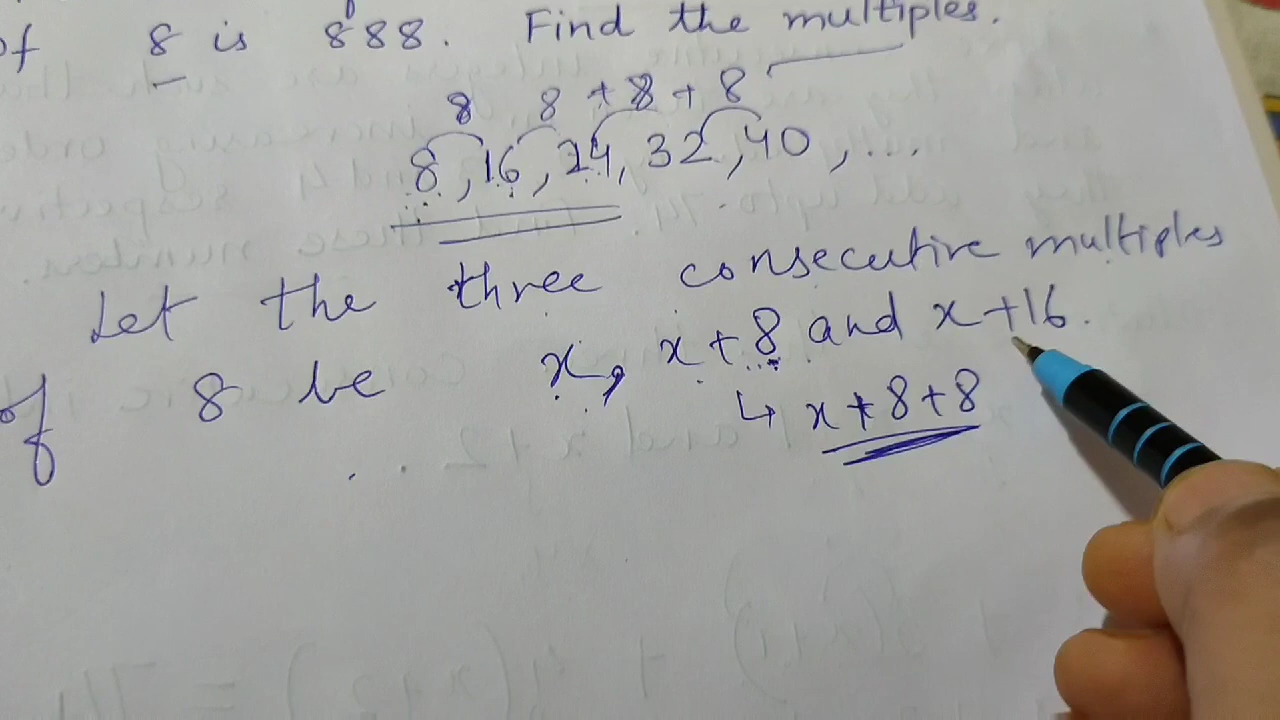 of 8 is 888. Find the multiples.
8 8 + 8 + 8
8, 16, 24, 32, 40, ...
Let the three consecutive multiples
of 8 be x, x+8 and x+16.
↳ x+8+8